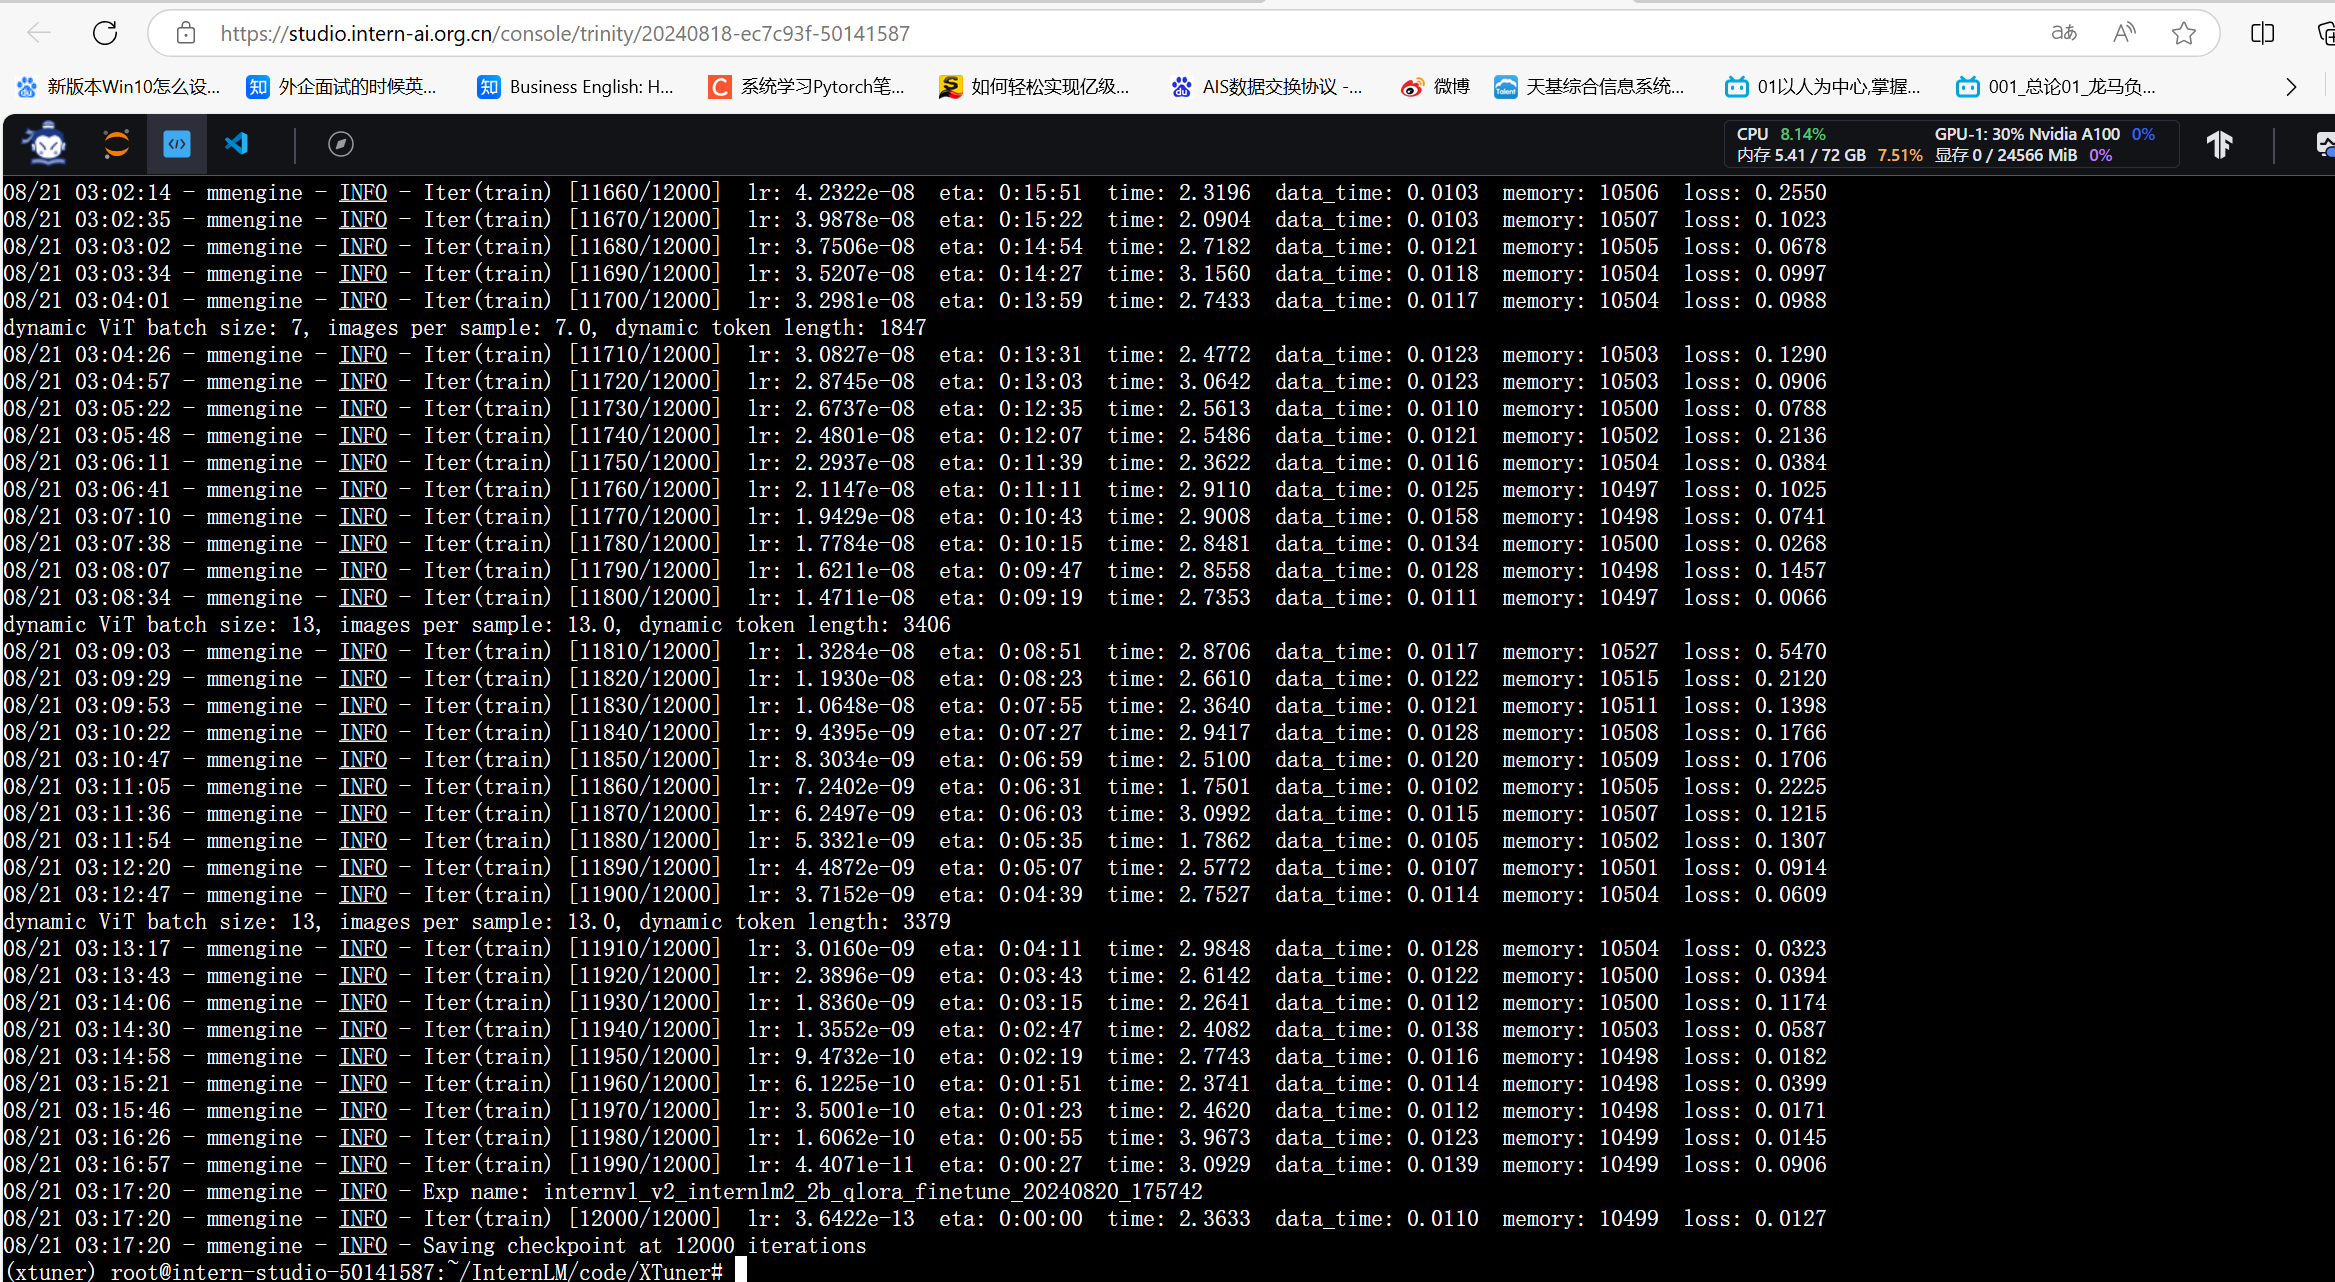 https://studio.intern-ai.org.cn/console/trinity/20240818-ec7c93f-50141587
新版本Win10怎么设... 外企面试的时候英... Business English: H... 系统学习Pytorch笔... 如何轻松实现亿级... AIS数据交换协议 -... 微博 天基综合信息系统... 01以人为中心,掌握... 001_总论01_龙马负...
CPU 8.14% GPU-1: 30% Nvidia A100 0%
内存 5.41 / 72 GB 7.51% 显存 0 / 24566 MiB 0%
08/21 03:02:14 - mmengine - INFO - Iter(train) [11660/12000] lr: 4.2322e-08 eta: 0:15:51 time: 2.3196 data_time: 0.0103 memory: 10506 loss: 0.2550
08/21 03:02:35 - mmengine - INFO - Iter(train) [11670/12000] lr: 3.9878e-08 eta: 0:15:22 time: 2.0904 data_time: 0.0103 memory: 10507 loss: 0.1023
08/21 03:03:02 - mmengine - INFO - Iter(train) [11680/12000] lr: 3.7506e-08 eta: 0:14:54 time: 2.7182 data_time: 0.0121 memory: 10505 loss: 0.0678
08/21 03:03:34 - mmengine - INFO - Iter(train) [11690/12000] lr: 3.5207e-08 eta: 0:14:27 time: 3.1560 data_time: 0.0118 memory: 10504 loss: 0.0997
08/21 03:04:01 - mmengine - INFO - Iter(train) [11700/12000] lr: 3.2981e-08 eta: 0:13:59 time: 2.7433 data_time: 0.0117 memory: 10504 loss: 0.0988
dynamic ViT batch size: 7, images per sample: 7.0, dynamic token length: 1847
08/21 03:04:26 - mmengine - INFO - Iter(train) [11710/12000] lr: 3.0827e-08 eta: 0:13:31 time: 2.4772 data_time: 0.0123 memory: 10503 loss: 0.1290
08/21 03:04:57 - mmengine - INFO - Iter(train) [11720/12000] lr: 2.8745e-08 eta: 0:13:03 time: 3.0642 data_time: 0.0123 memory: 10503 loss: 0.0906
08/21 03:05:22 - mmengine - INFO - Iter(train) [11730/12000] lr: 2.6737e-08 eta: 0:12:35 time: 2.5613 data_time: 0.0110 memory: 10500 loss: 0.0788
08/21 03:05:48 - mmengine - INFO - Iter(train) [11740/12000] lr: 2.4801e-08 eta: 0:12:07 time: 2.5486 data_time: 0.0121 memory: 10502 loss: 0.2136
08/21 03:06:11 - mmengine - INFO - Iter(train) [11750/12000] lr: 2.2937e-08 eta: 0:11:39 time: 2.3622 data_time: 0.0116 memory: 10504 loss: 0.0384
08/21 03:06:41 - mmengine - INFO - Iter(train) [11760/12000] lr: 2.1147e-08 eta: 0:11:11 time: 2.9110 data_time: 0.0125 memory: 10497 loss: 0.1025
08/21 03:07:10 - mmengine - INFO - Iter(train) [11770/12000] lr: 1.9429e-08 eta: 0:10:43 time: 2.9008 data_time: 0.0158 memory: 10498 loss: 0.0741
08/21 03:07:38 - mmengine - INFO - Iter(train) [11780/12000] lr: 1.7784e-08 eta: 0:10:15 time: 2.8481 data_time: 0.0134 memory: 10500 loss: 0.0268
08/21 03:08:07 - mmengine - INFO - Iter(train) [11790/12000] lr: 1.6211e-08 eta: 0:09:47 time: 2.8558 data_time: 0.0128 memory: 10498 loss: 0.1457
08/21 03:08:34 - mmengine - INFO - Iter(train) [11800/12000] lr: 1.4711e-08 eta: 0:09:19 time: 2.7353 data_time: 0.0111 memory: 10497 loss: 0.0066
dynamic ViT batch size: 13, images per sample: 13.0, dynamic token length: 3406
08/21 03:09:03 - mmengine - INFO - Iter(train) [11810/12000] lr: 1.3284e-08 eta: 0:08:51 time: 2.8706 data_time: 0.0117 memory: 10527 loss: 0.5470
08/21 03:09:29 - mmengine - INFO - Iter(train) [11820/12000] lr: 1.1930e-08 eta: 0:08:23 time: 2.6610 data_time: 0.0122 memory: 10515 loss: 0.2120
08/21 03:09:53 - mmengine - INFO - Iter(train) [11830/12000] lr: 1.0648e-08 eta: 0:07:55 time: 2.3640 data_time: 0.0121 memory: 10511 loss: 0.1398
08/21 03:10:22 - mmengine - INFO - Iter(train) [11840/12000] lr: 9.4395e-09 eta: 0:07:27 time: 2.9417 data_time: 0.0128 memory: 10508 loss: 0.1766
08/21 03:10:47 - mmengine - INFO - Iter(train) [11850/12000] lr: 8.3034e-09 eta: 0:06:59 time: 2.5100 data_time: 0.0120 memory: 10509 loss: 0.1706
08/21 03:11:05 - mmengine - INFO - Iter(train) [11860/12000] lr: 7.2402e-09 eta: 0:06:31 time: 1.7501 data_time: 0.0102 memory: 10505 loss: 0.2225
08/21 03:11:36 - mmengine - INFO - Iter(train) [11870/12000] lr: 6.2497e-09 eta: 0:06:03 time: 3.0992 data_time: 0.0115 memory: 10507 loss: 0.1215
08/21 03:11:54 - mmengine - INFO - Iter(train) [11880/12000] lr: 5.3321e-09 eta: 0:05:35 time: 1.7862 data_time: 0.0105 memory: 10502 loss: 0.1307
08/21 03:12:20 - mmengine - INFO - Iter(train) [11890/12000] lr: 4.4872e-09 eta: 0:05:07 time: 2.5772 data_time: 0.0107 memory: 10501 loss: 0.0914
08/21 03:12:47 - mmengine - INFO - Iter(train) [11900/12000] lr: 3.7152e-09 eta: 0:04:39 time: 2.7527 data_time: 0.0114 memory: 10504 loss: 0.0609
dynamic ViT batch size: 13, images per sample: 13.0, dynamic token length: 3379
08/21 03:13:17 - mmengine - INFO - Iter(train) [11910/12000] lr: 3.0160e-09 eta: 0:04:11 time: 2.9848 data_time: 0.0128 memory: 10504 loss: 0.0323
08/21 03:13:43 - mmengine - INFO - Iter(train) [11920/12000] lr: 2.3896e-09 eta: 0:03:43 time: 2.6142 data_time: 0.0122 memory: 10500 loss: 0.0394
08/21 03:14:06 - mmengine - INFO - Iter(train) [11930/12000] lr: 1.8360e-09 eta: 0:03:15 time: 2.2641 data_time: 0.0112 memory: 10500 loss: 0.1174
08/21 03:14:30 - mmengine - INFO - Iter(train) [11940/12000] lr: 1.3552e-09 eta: 0:02:47 time: 2.4082 data_time: 0.0138 memory: 10503 loss: 0.0587
08/21 03:14:58 - mmengine - INFO - Iter(train) [11950/12000] lr: 9.4732e-10 eta: 0:02:19 time: 2.7743 data_time: 0.0116 memory: 10498 loss: 0.0182
08/21 03:15:21 - mmengine - INFO - Iter(train) [11960/12000] lr: 6.1225e-10 eta: 0:01:51 time: 2.3741 data_time: 0.0114 memory: 10498 loss: 0.0399
08/21 03:15:46 - mmengine - INFO - Iter(train) [11970/12000] lr: 3.5001e-10 eta: 0:01:23 time: 2.4620 data_time: 0.0112 memory: 10498 loss: 0.0171
08/21 03:16:26 - mmengine - INFO - Iter(train) [11980/12000] lr: 1.6062e-10 eta: 0:00:55 time: 3.9673 data_time: 0.0123 memory: 10499 loss: 0.0145
08/21 03:16:57 - mmengine - INFO - Iter(train) [11990/12000] lr: 4.4071e-11 eta: 0:00:27 time: 3.0929 data_time: 0.0139 memory: 10499 loss: 0.0906
08/21 03:17:20 - mmengine - INFO - Exp name: internvl_v2_internlm2_2b_qlora_finetune_20240820_175742
08/21 03:17:20 - mmengine - INFO - Iter(train) [12000/12000] lr: 3.6422e-13 eta: 0:00:00 time: 2.3633 data_time: 0.0110 memory: 10499 loss: 0.0127
08/21 03:17:20 - mmengine - INFO - Saving checkpoint at 12000 iterations
(xtuner) root@intern-studio-50141587:~/InternLM/code/XTuner#